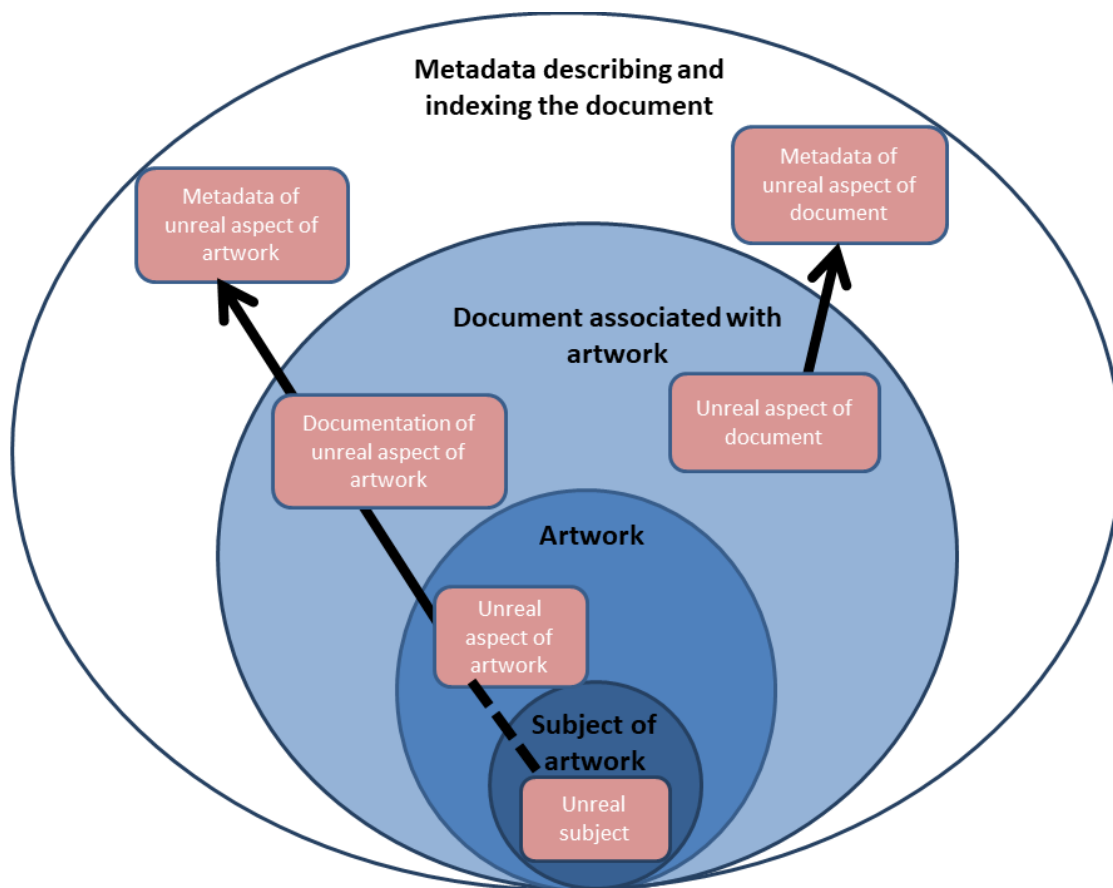 Metadata describing and
indexing the document
Metadata of
unreal aspect of
document
Metadata of
unreal aspect of
artwork
Document associated with
artwork
Unreal aspect of
document
Documentation of
unreal aspect of
artwork
Artwork
Unreal
aspect of
artwork
Subject of
artwork
Unreal
subject